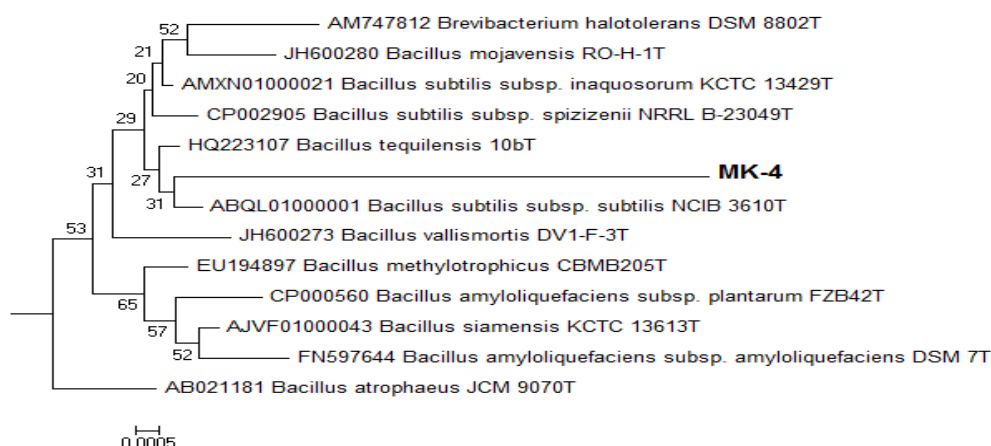 52 AM747812 Brevibacterium halotolerans DSM 8802T
21 JH600280 Bacillus mojavensis RO-H-1T
20 AMXN01000021 Bacillus subtilis subsp. inaquosorum KCTC 13429T
CP002905 Bacillus subtilis subsp. spizizenii NRRL B-23049T
29 HQ223107 Bacillus tequilensis 10bT
27 MK-4
31 31 ABQL01000001 Bacillus subtilis subsp. subtilis NCIB 3610T
53 JH600273 Bacillus vallismortis DV1-F-3T
EU194897 Bacillus methylotrophicus CBMB205T
65 CP000560 Bacillus amyloliquefaciens subsp. plantarum FZB42T
57 AJVF01000043 Bacillus siamensis KCTC 13613T
52 FN597644 Bacillus amyloliquefaciens subsp. amyloliquefaciens DSM 7T
AB021181 Bacillus atrophaeus JCM 9070T
0.0005